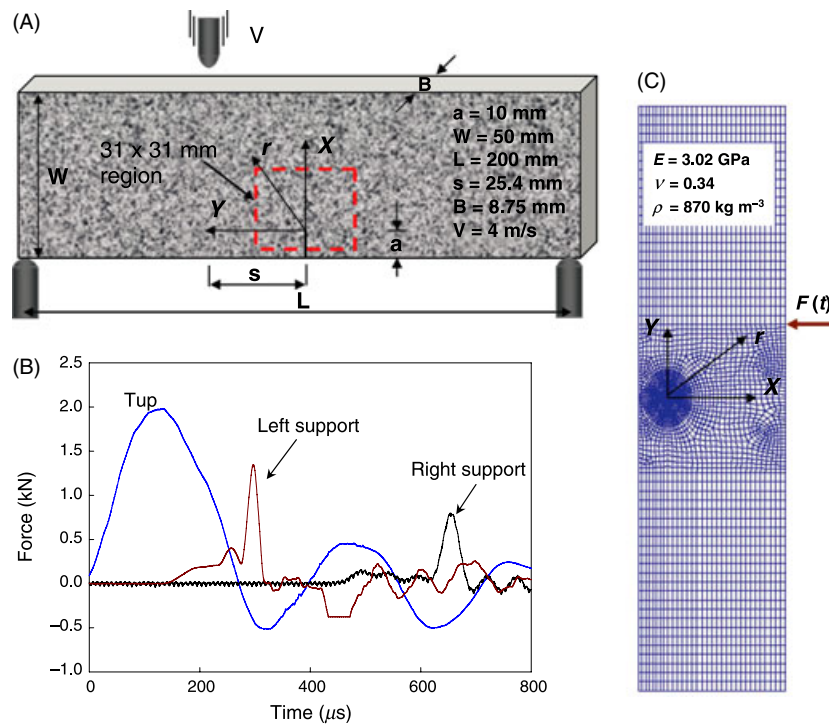 (A)
V
B
31 x 31 mm
region
r
X
Y
W
a
s
L
a = 10 mm
W = 50 mm
L = 200 mm
s = 25.4 mm
B = 8.75 mm
V = 4 m/s
(B)
Force (kN)
2.5
2.0
1.5
1.0
0.5
0.0
−0.5
−1.0
Tup
Left support
Right support
0
200
400
600
800
Time (μs)
(C)
E = 3.02 GPa
ν = 0.34
ρ = 870 kg m⁻³
F (t)
Y
r
X